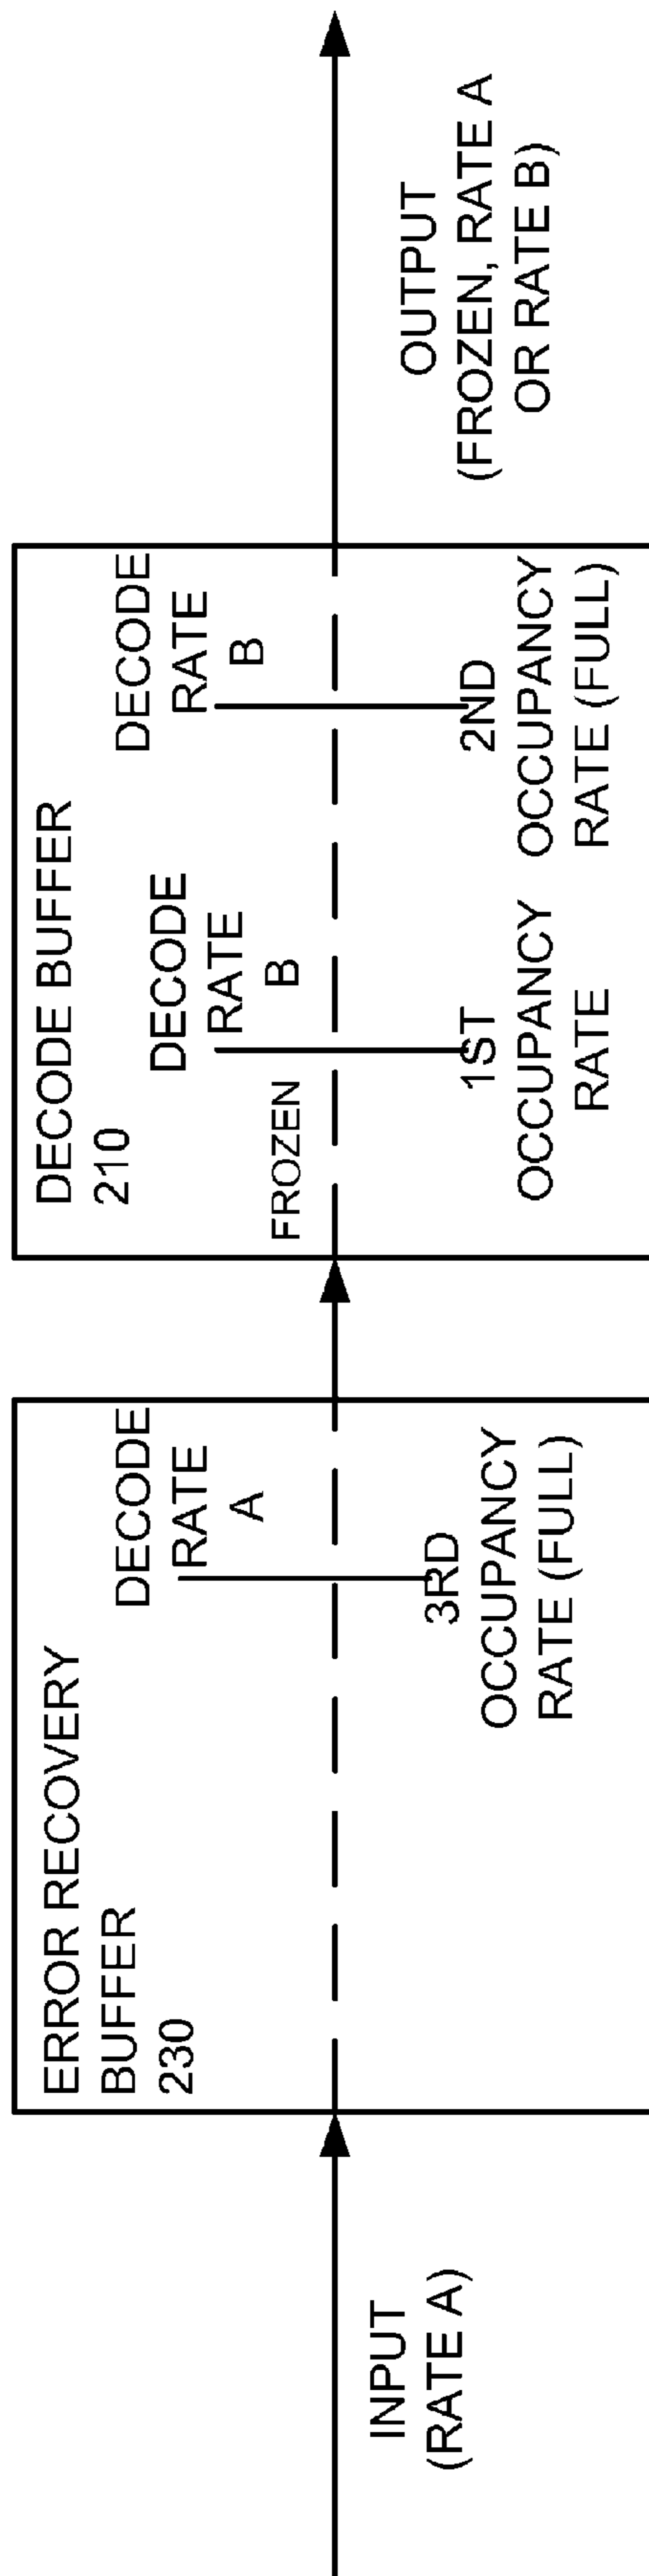 INPUT
(RATE A)
ERROR RECOVERY
BUFFER
230
DECODE
RATE
A
3RD
OCCUPANCY
RATE (FULL)
DECODE BUFFER
210
FROZEN
DECODE
RATE
B
1ST
OCCUPANCY
RATE
DECODE
RATE
B
2ND
OCCUPANCY
RATE (FULL)
OUTPUT
(FROZEN, RATE A
OR RATE B)